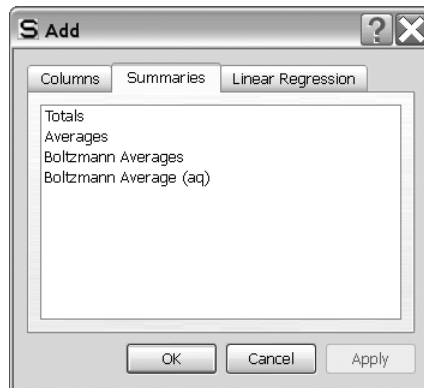 S Add
?
Columns Summaries Linear Regression
Totals
Averages
Boltzmann Averages
Boltzmann Average (aq)
OK Cancel Apply